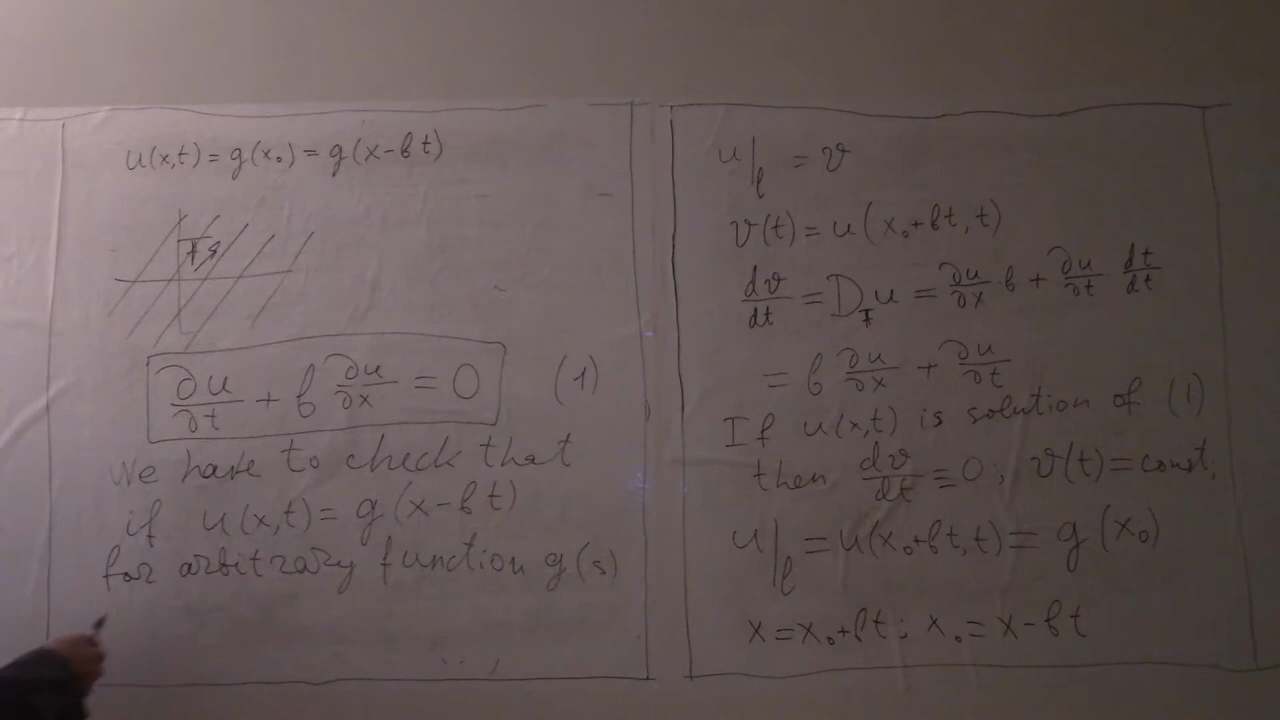 u(x,t) = g(x₀) = g(x-bt)
∂u/∂t + b ∂u/∂x = 0 (1)
We have to check that
if u(x,t) = g(x-bt)
for arbitrary function g(s)
u|ℓ = v
v(t) = u(x₀+bt, t)
dv/dt = D_F u = ∂u/∂x · b + ∂u/∂t dt/dt
= b ∂u/∂x + ∂u/∂t
If u(x,t) is solution of (1)
then dv/dt ≡ 0; v(t) = const,
u|ℓ = u(x₀+bt, t) = g(x₀)
x = x₀+bt; x₀ = x-bt